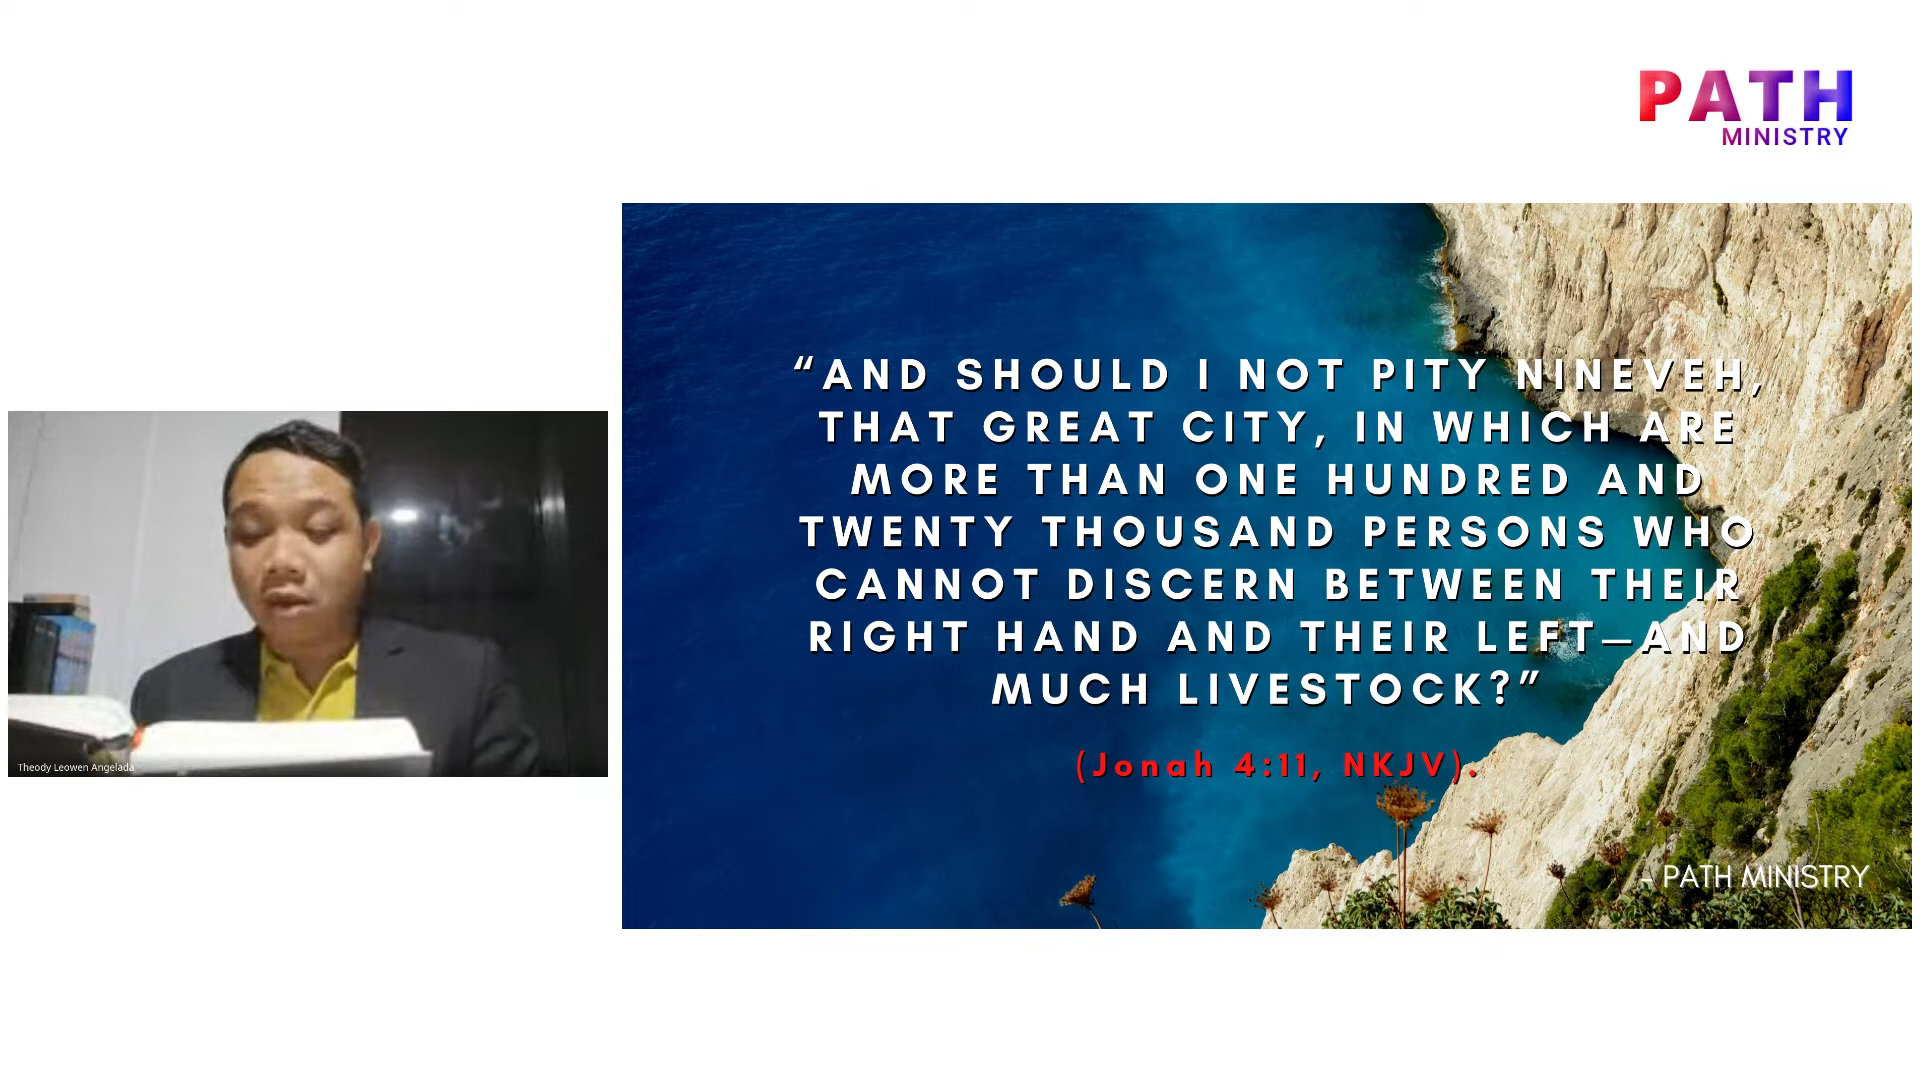 PATH
MINISTRY
“AND SHOULD I NOT PITY NINEVEH,
THAT GREAT CITY, IN WHICH ARE
MORE THAN ONE HUNDRED AND
TWENTY THOUSAND PERSONS WHO
CANNOT DISCERN BETWEEN THEIR
RIGHT HAND AND THEIR LEFT—AND
MUCH LIVESTOCK?”
(Jonah 4:11, NKJV).
- PATH MINISTRY
Theody Leowen Angelada